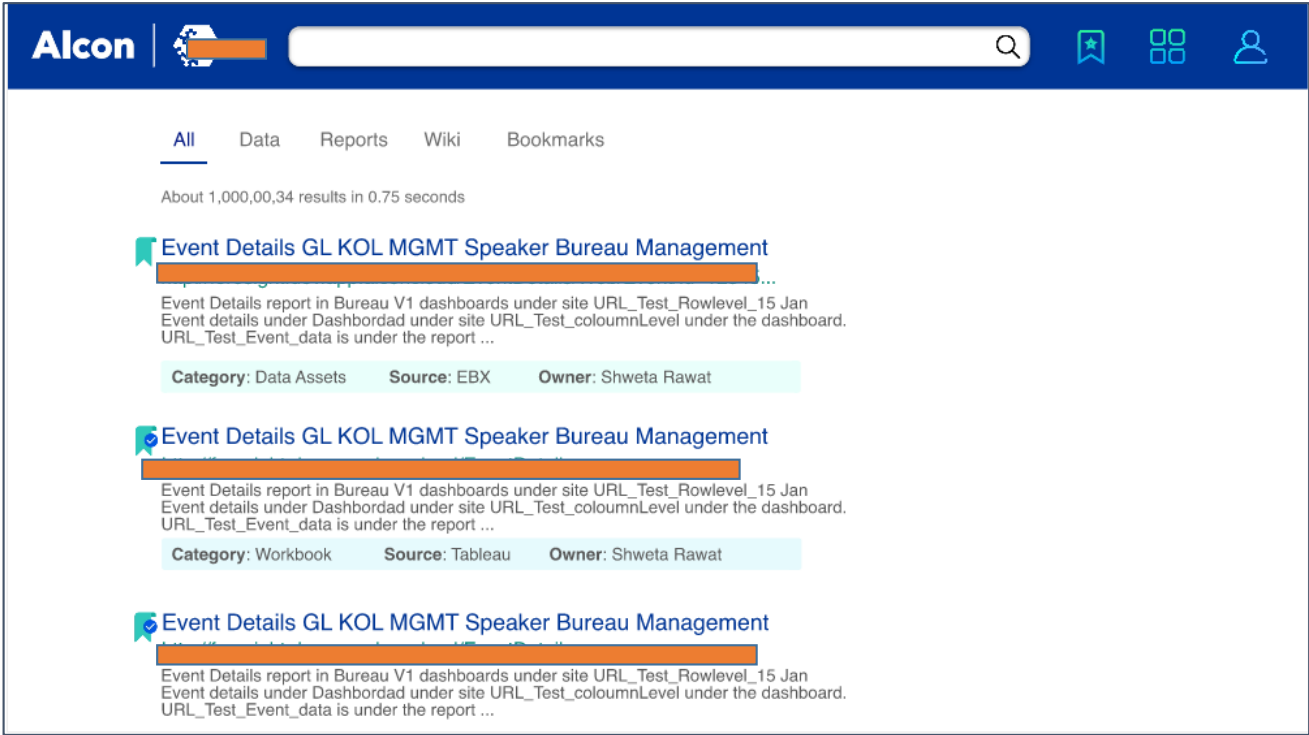 Alcon
All Data Reports Wiki Bookmarks
About 1,000,00,34 results in 0.75 seconds
Event Details GL KOL MGMT Speaker Bureau Management
Event Details report in Bureau V1 dashboards under site URL_Test_Rowlevel_15 Jan
Event details under Dashbordad under site URL_Test_coloumnLevel under the dashboard.
URL_Test_Event_data is under the report ...
Category: Data Assets Source: EBX Owner: Shweta Rawat
Event Details GL KOL MGMT Speaker Bureau Management
Event Details report in Bureau V1 dashboards under site URL_Test_Rowlevel_15 Jan
Event details under Dashbordad under site URL_Test_coloumnLevel under the dashboard.
URL_Test_Event_data is under the report ...
Category: Workbook Source: Tableau Owner: Shweta Rawat
Event Details GL KOL MGMT Speaker Bureau Management
Event Details report in Bureau V1 dashboards under site URL_Test_Rowlevel_15 Jan
Event details under Dashbordad under site URL_Test_coloumnLevel under the dashboard.
URL_Test_Event_data is under the report ...